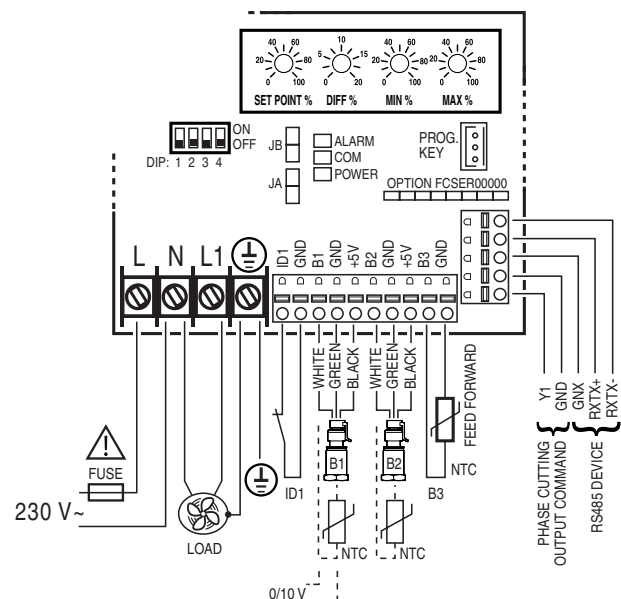 40 60
20 80
0 100
SET POINT %
10
5 15
0 20
DIFF %
40 60
20 80
0 100
MIN %
40 60
20 80
0 100
MAX %
ON
OFF
DIP: 1 2 3 4
JB
JA
ALARM
COM
POWER
PROG.
KEY
OPTION FCSER00000
L N L1
ID1
GND
B1
GND
+5V
B2
GND
+5V
B3
GND
WHITE
GREEN
BLACK
WHITE
GREEN
BLACK
FEED FORWARD
Y1
GND
GNX
RXTX+
RXTX-
PHASE CUTTING
OUTPUT COMMAND
RS485 DEVICE
FUSE
230 V~
LOAD
ID1
B1
B2
B3
NTC
NTC
NTC
0/10 V